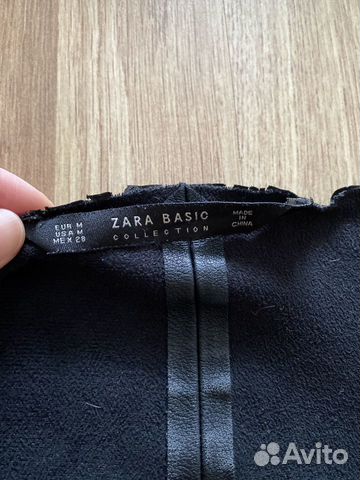 EUR M
USA M
MEX 28
ZARA BASIC
COLLECTION
MADE
IN
CHINA
Avito